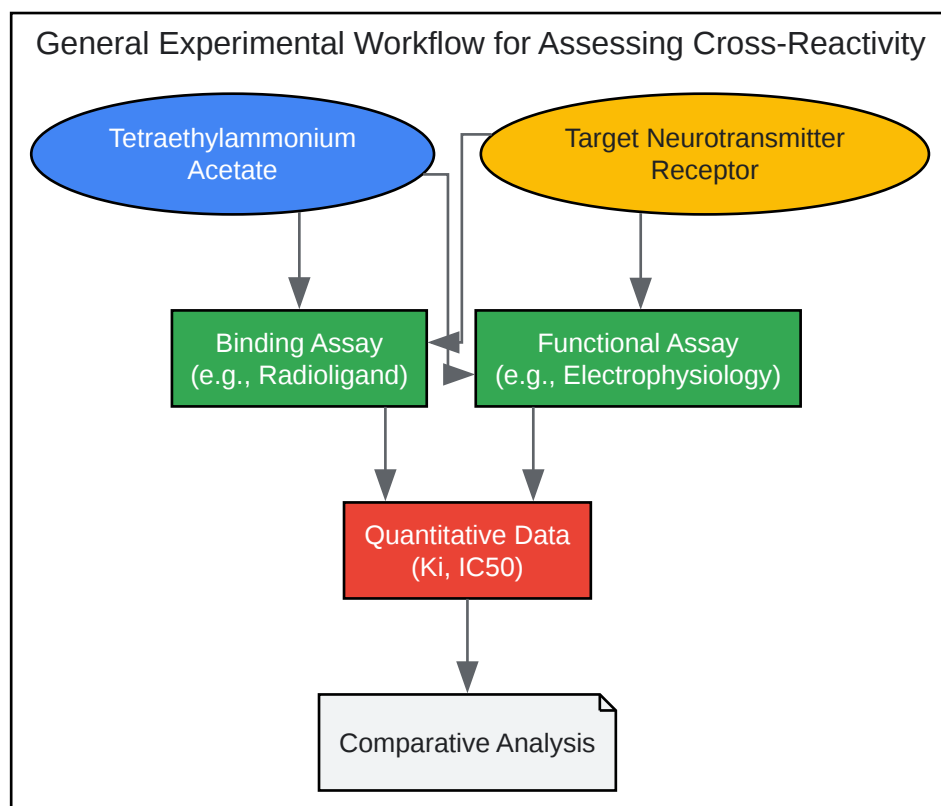 General Experimental Workflow for Assessing Cross-Reactivity
Tetraethylammonium
Acetate
Target Neurotransmitter
Receptor
Binding Assay
(e.g., Radioligand)
Functional Assay
(e.g., Electrophysiology)
Quantitative Data
(Ki, IC50)
Comparative Analysis